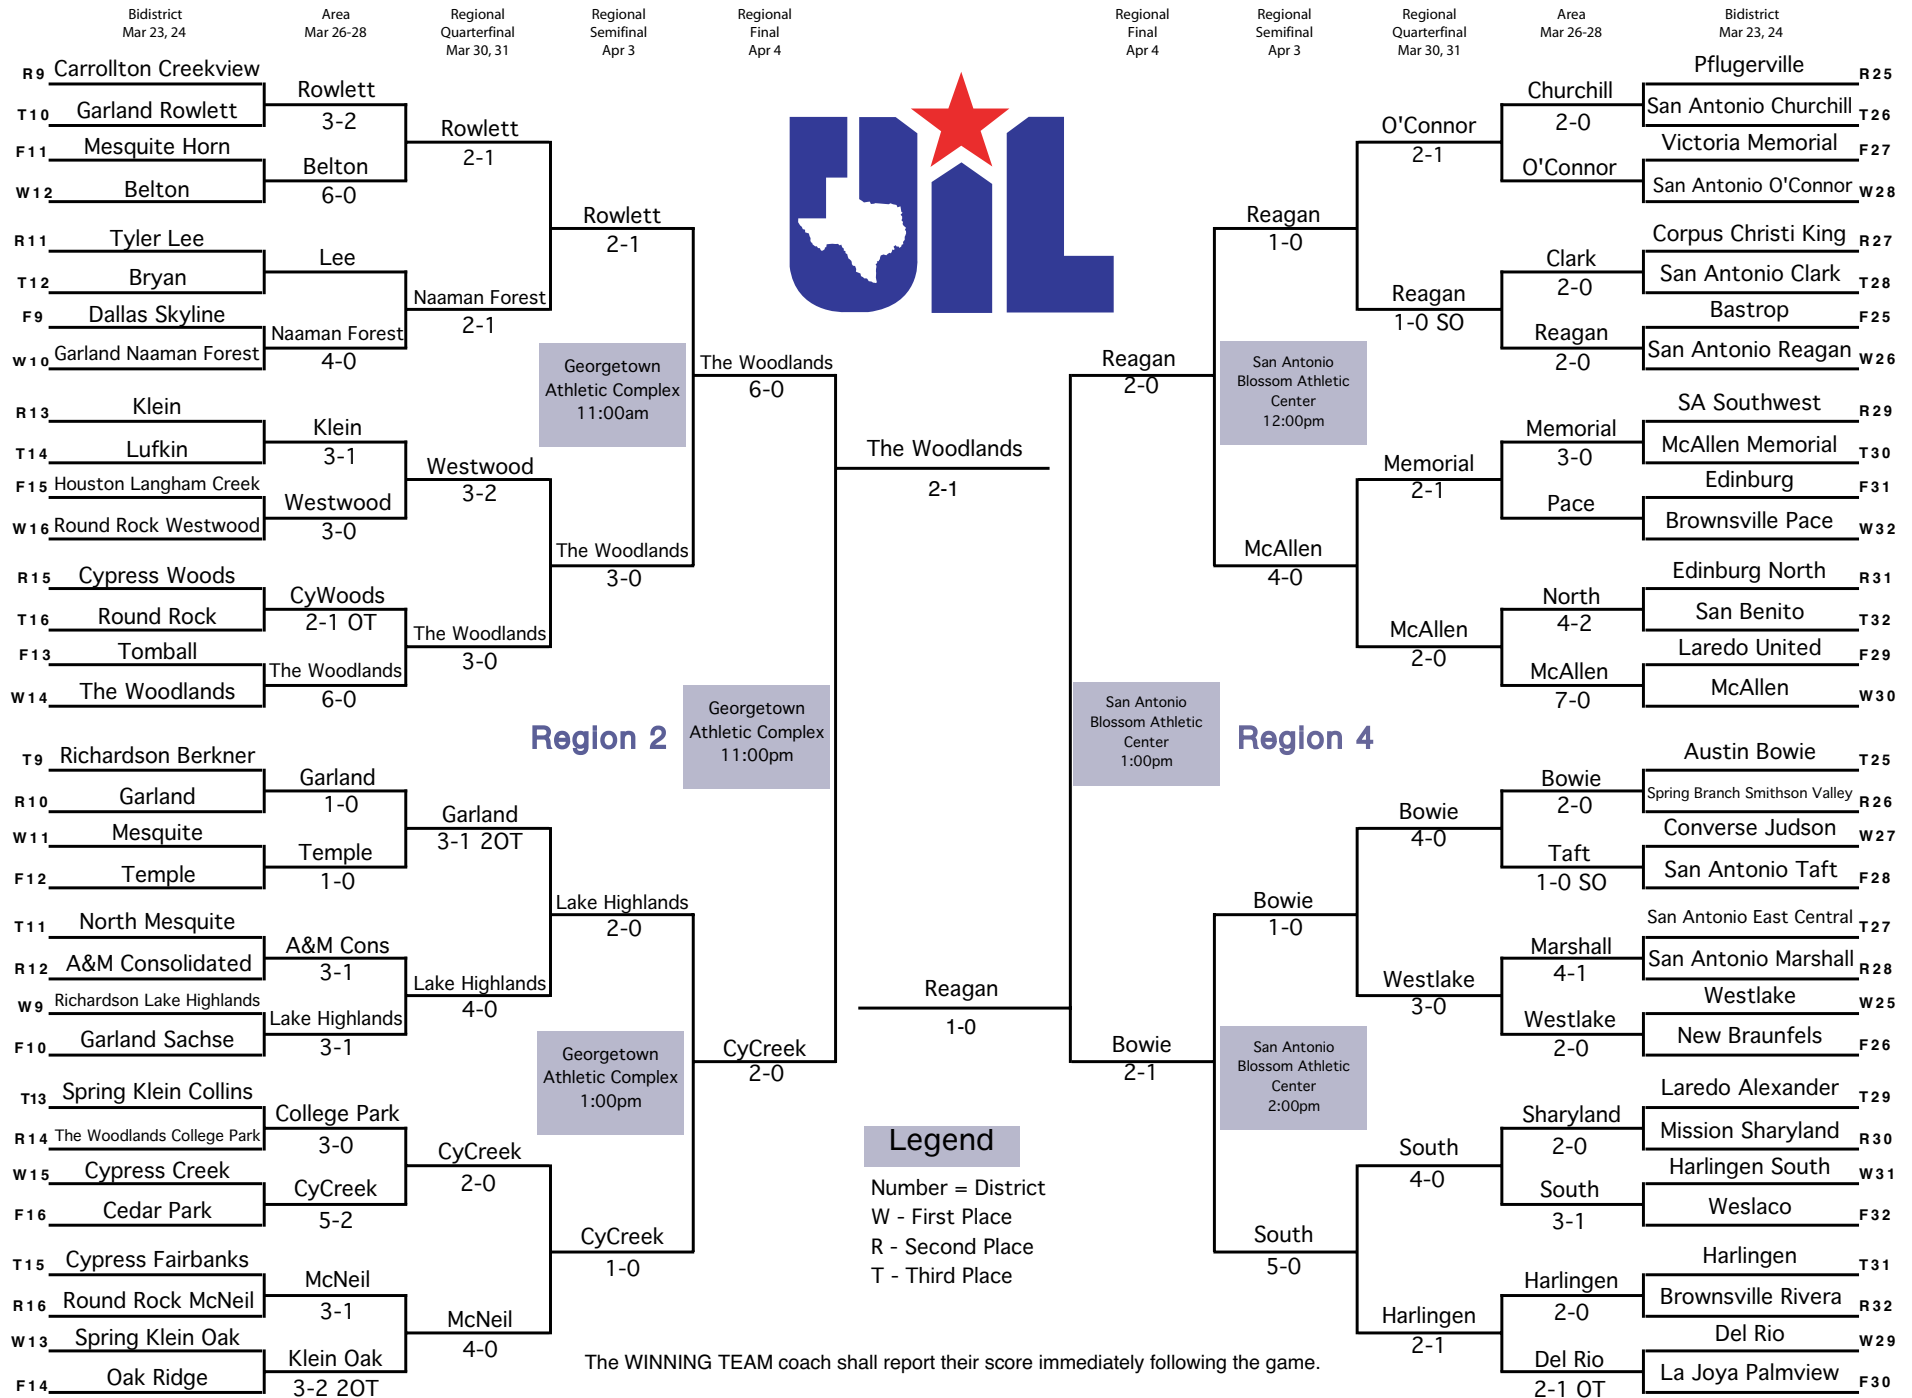 Bidistrict
Mar 23, 24
Area
Mar 26-28
Regional
Quarterfinal
Mar 30, 31
Regional
Semifinal
Apr 3
Regional
Final
Apr 4
Regional
Final
Apr 4
Regional
Semifinal
Apr 3
Regional
Quarterfinal
Mar 30, 31
Area
Mar 26-28
Bidistrict
Mar 23, 24
R9 Carrollton Creekview
T10 Garland Rowlett
F11 Mesquite Horn
W12 Belton
R11 Tyler Lee
T12 Bryan
F9 Dallas Skyline
W10 Garland Naaman Forest
R13 Klein
T14 Lufkin
F15 Houston Langham Creek
W16 Round Rock Westwood
R15 Cypress Woods
T16 Round Rock
F13 Tomball
W14 The Woodlands
T9 Richardson Berkner
R10 Garland
W11 Mesquite
F12 Temple
T11 North Mesquite
R12 A&M Consolidated
W9 Richardson Lake Highlands
F10 Garland Sachse
T13 Spring Klein Collins
R14 The Woodlands College Park
W15 Cypress Creek
F16 Cedar Park
T15 Cypress Fairbanks
R16 Round Rock McNeil
W13 Spring Klein Oak
F14 Oak Ridge
Rowlett
3-2
Belton
6-0
Lee
Naaman Forest
4-0
Klein
3-1
Westwood
3-0
CyWoods
2-1 OT
The Woodlands
6-0
Garland
1-0
Temple
1-0
A&M Cons
3-1
Lake Highlands
3-1
College Park
3-0
CyCreek
5-2
McNeil
3-1
Klein Oak
3-2 2OT
Rowlett
2-1
Naaman Forest
2-1
Westwood
3-2
The Woodlands
3-0
Garland
3-1 2OT
Lake Highlands
4-0
CyCreek
2-0
McNeil
4-0
Rowlett
2-1
Georgetown
Athletic Complex
11:00am
The Woodlands
3-0
Region 2
Lake Highlands
2-0
Georgetown
Athletic Complex
1:00pm
CyCreek
1-0
The Woodlands
6-0
Georgetown
Athletic Complex
11:00pm
CyCreek
2-0
UIL
The Woodlands
2-1
Reagan
1-0
Legend
Number = District
W - First Place
R - Second Place
T - Third Place
The WINNING TEAM coach shall report their score immediately following the game.
Reagan
2-0
San Antonio
Blossom Athletic
Center
1:00pm
Bowie
2-1
Reagan
1-0
San Antonio
Blossom Athletic
Center
12:00pm
McAllen
4-0
Region 4
Bowie
1-0
San Antonio
Blossom Athletic
Center
2:00pm
South
5-0
O'Connor
2-1
Reagan
1-0 SO
Memorial
2-1
McAllen
2-0
Bowie
4-0
Westlake
3-0
South
4-0
Harlingen
2-1
Churchill
2-0
O'Connor
Clark
2-0
Reagan
2-0
Memorial
3-0
Pace
North
4-2
McAllen
7-0
Bowie
2-0
Taft
1-0 SO
Marshall
4-1
Westlake
2-0
Sharyland
2-0
South
3-1
Harlingen
2-0
Del Rio
2-1 OT
Pflugerville R25
San Antonio Churchill T26
Victoria Memorial F27
San Antonio O'Connor W28
Corpus Christi King R27
San Antonio Clark T28
Bastrop F25
San Antonio Reagan W26
SA Southwest R29
McAllen Memorial T30
Edinburg F31
Brownsville Pace W32
Edinburg North R31
San Benito T32
Laredo United F29
McAllen W30
Austin Bowie T25
Spring Branch Smithson Valley R26
Converse Judson W27
San Antonio Taft F28
San Antonio East Central T27
San Antonio Marshall R28
Westlake W25
New Braunfels F26
Laredo Alexander T29
Mission Sharyland R30
Harlingen South W31
Weslaco F32
Harlingen T31
Brownsville Rivera R32
Del Rio W29
La Joya Palmview F30